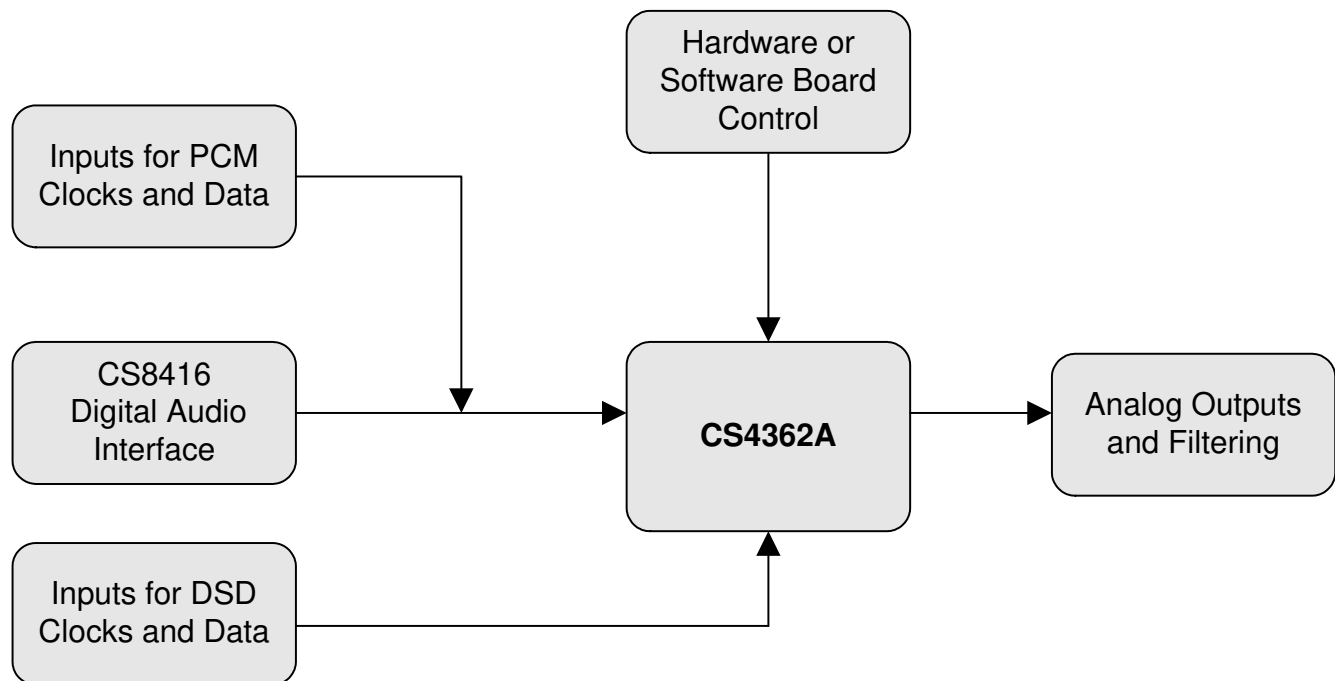 Hardware or
Software Board
Control
Inputs for PCM
Clocks and Data
CS8416
Digital Audio
Interface
CS4362A
Analog Outputs
and Filtering
Inputs for DSD
Clocks and Data